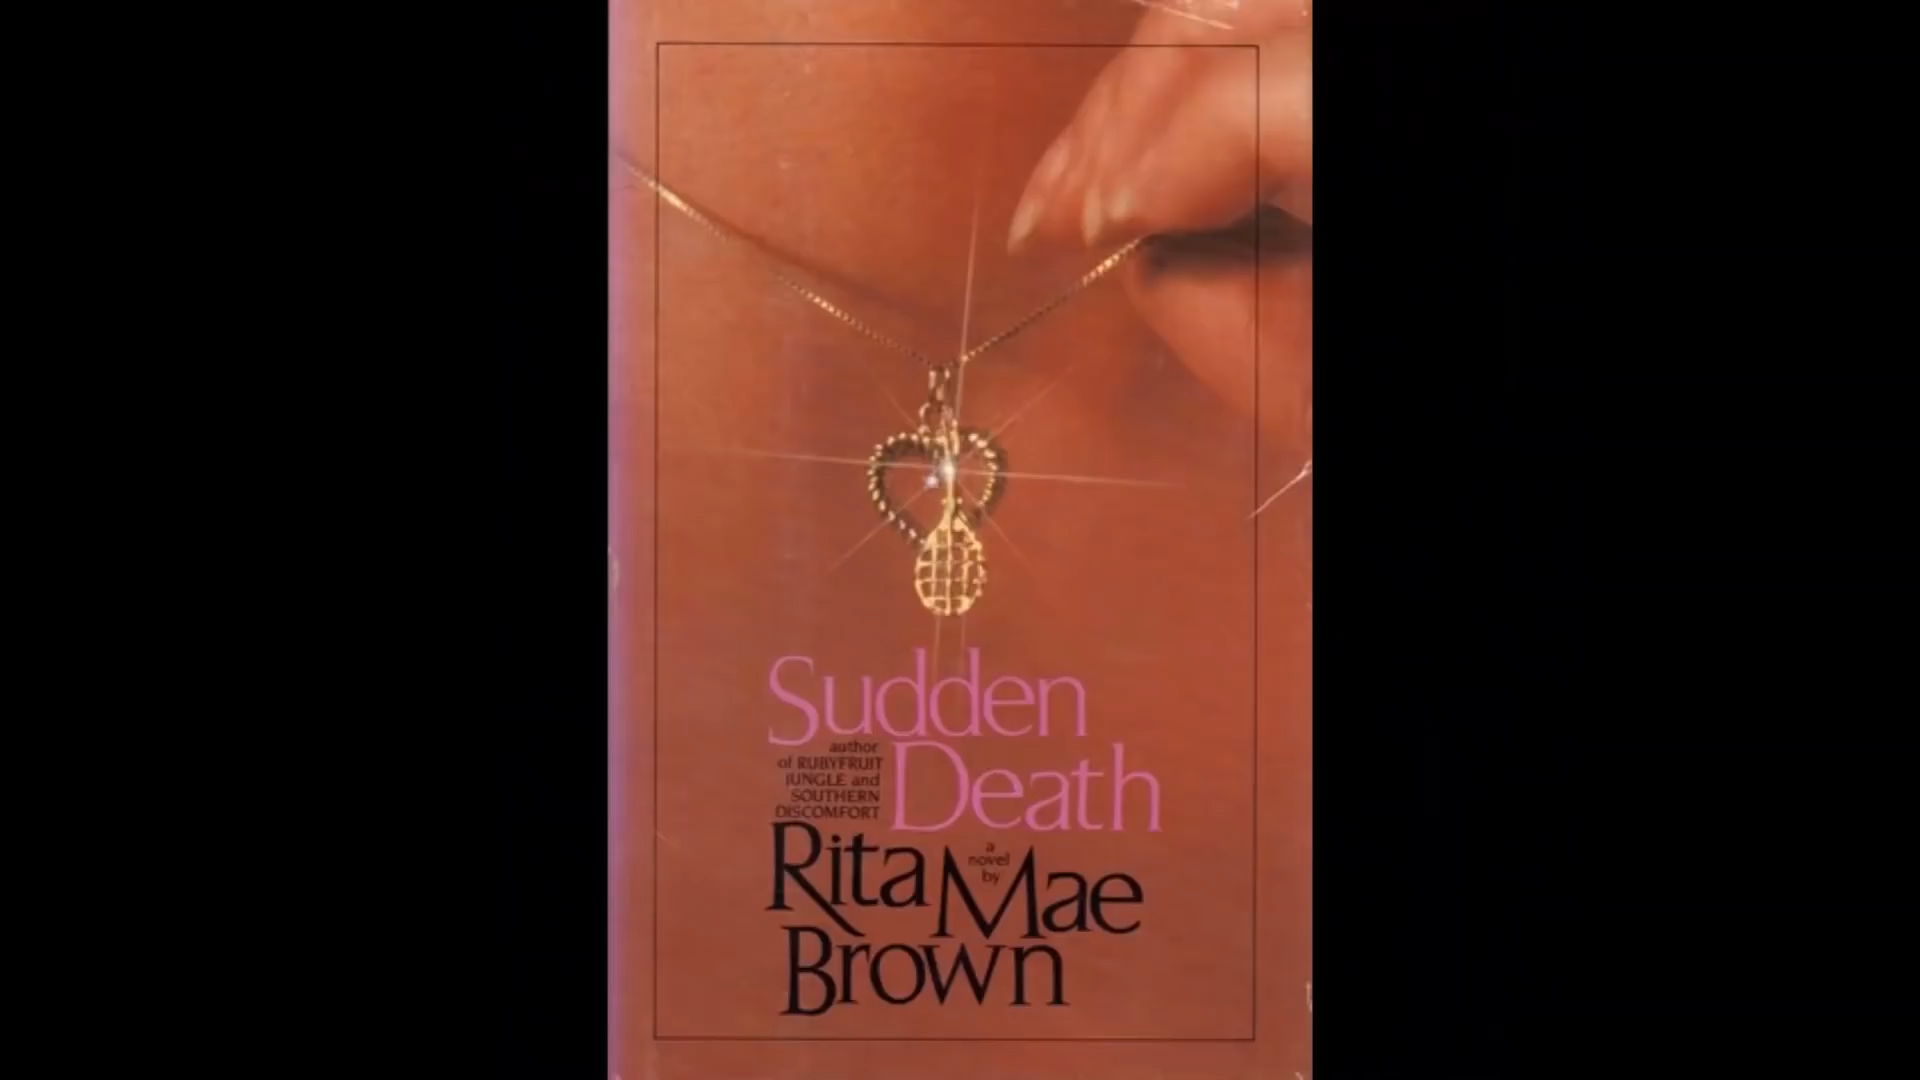 Sudden
Death
author
of RUBYFRUIT
JUNGLE and
SOUTHERN
DISCOMFORT
a
novel
by
Rita Mae
Brown